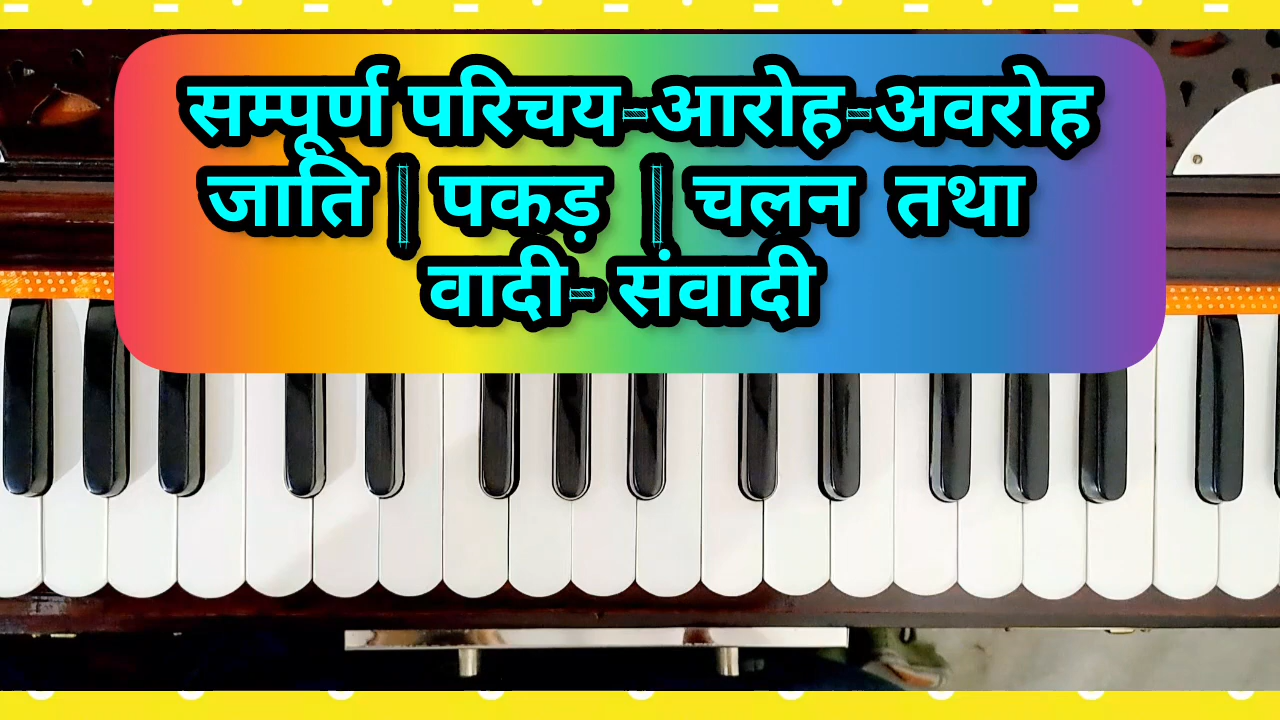 सम्पूर्ण परिचय-आरोह-अवरोह
जाति | पकड़ | चलन तथा
वादी- संवादी